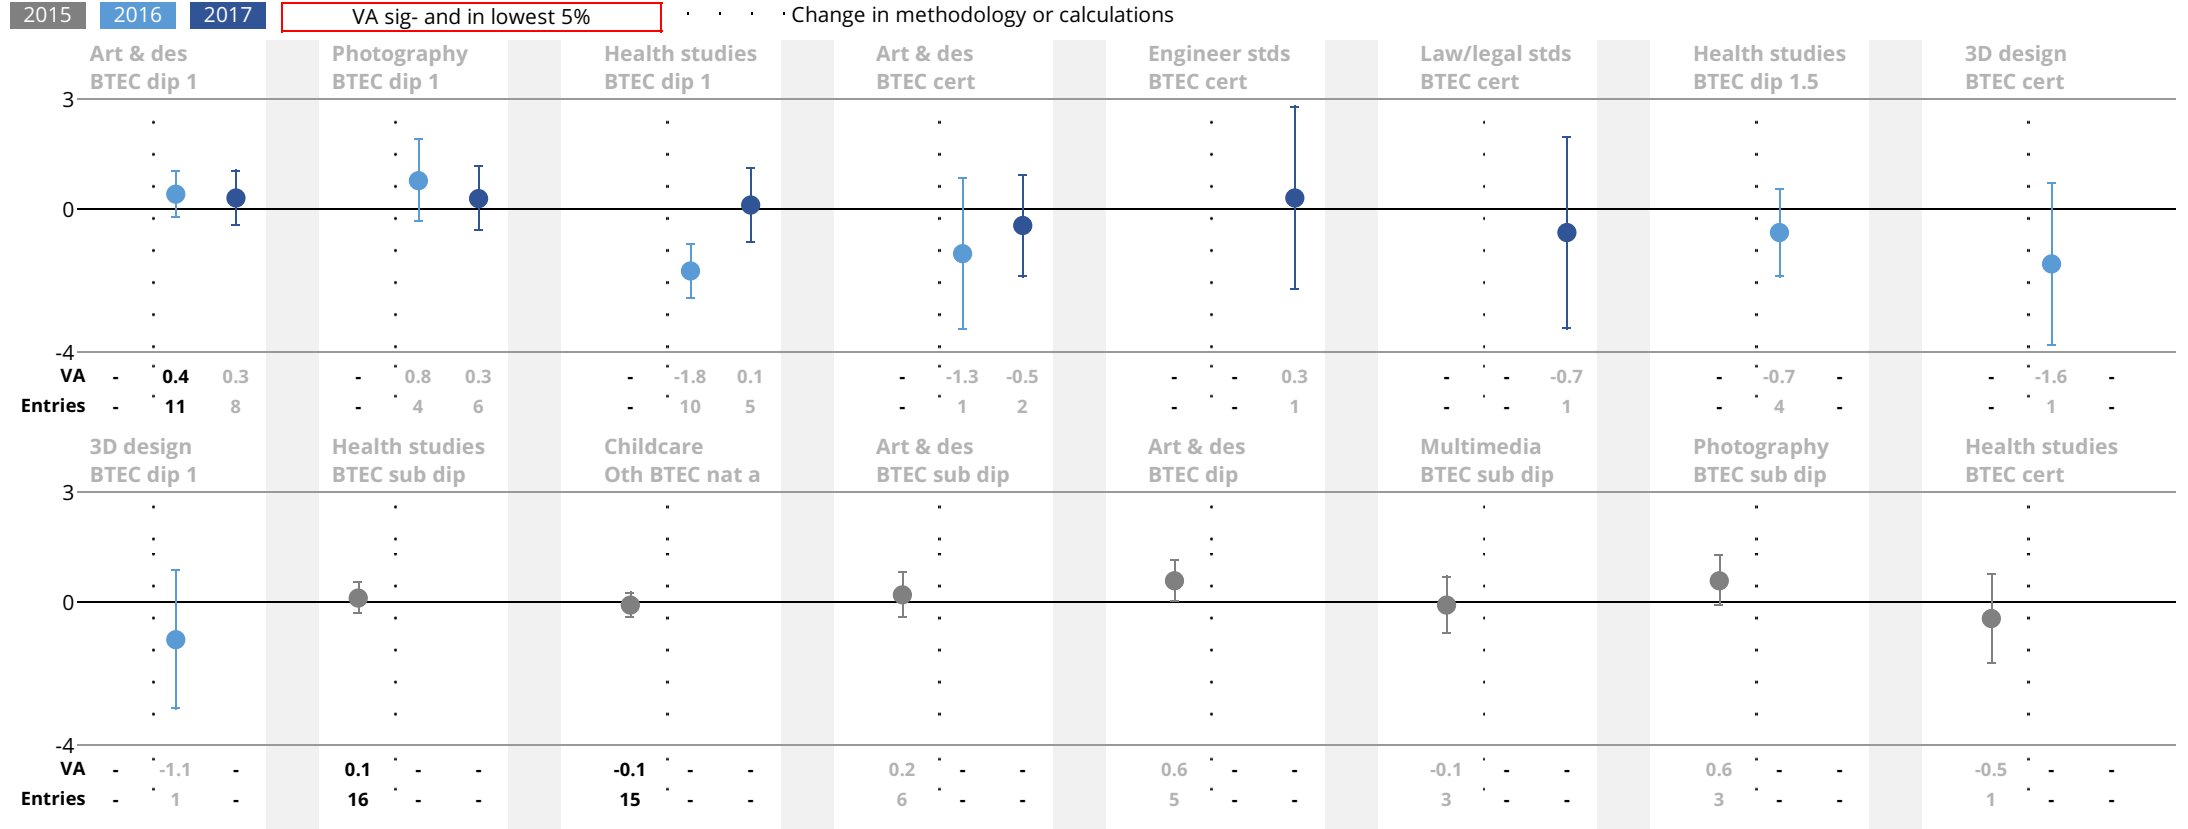 2015 2016 2017 VA sig- and in lowest 5% Change in methodology or calculations
Art & des Photography Health studies Art & des Engineer stds Law/legal stds Health studies 3D design
BTEC dip 1 BTEC dip 1 BTEC dip 1 BTEC cert BTEC cert BTEC cert BTEC dip 1.5 BTEC cert
3
0
-4
VA - 0.4 0.3 - 0.8 0.3 - -1.8 0.1 - -1.3 -0.5 - - 0.3 - - -0.7 - -0.7 - - -1.6 -
Entries - 11 8 - 4 6 - 10 5 - 1 2 - - 1 - - 1 - 4 - - 1 -
3D design Health studies Childcare Art & des Art & des Multimedia Photography Health studies
BTEC dip 1 BTEC sub dip Oth BTEC nat a BTEC sub dip BTEC dip BTEC sub dip BTEC sub dip BTEC cert
3
0
-4
VA - -1.1 - 0.1 - - -0.1 - - 0.2 - - 0.6 - - -0.1 - - 0.6 - - -0.5 - -
Entries - 1 - 16 - - 15 - - 6 - - 5 - - 3 - - 3 - - 1 - -